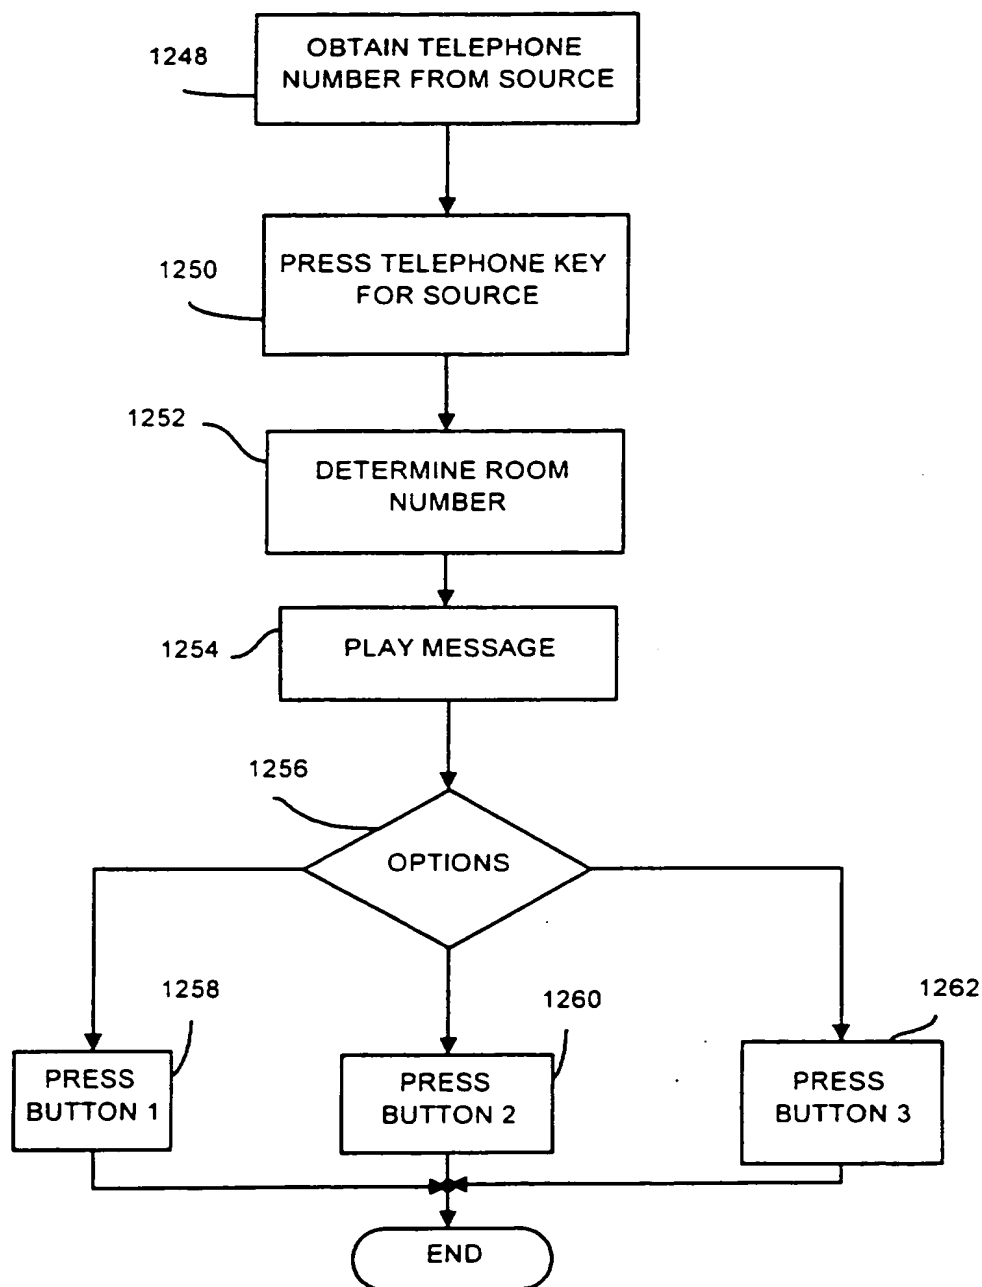 1248
OBTAIN TELEPHONE
NUMBER FROM SOURCE
1250
PRESS TELEPHONE KEY
FOR SOURCE
1252
DETERMINE ROOM
NUMBER
1254
PLAY MESSAGE
1256
OPTIONS
1258
PRESS
BUTTON 1
1260
PRESS
BUTTON 2
1262
PRESS
BUTTON 3
END